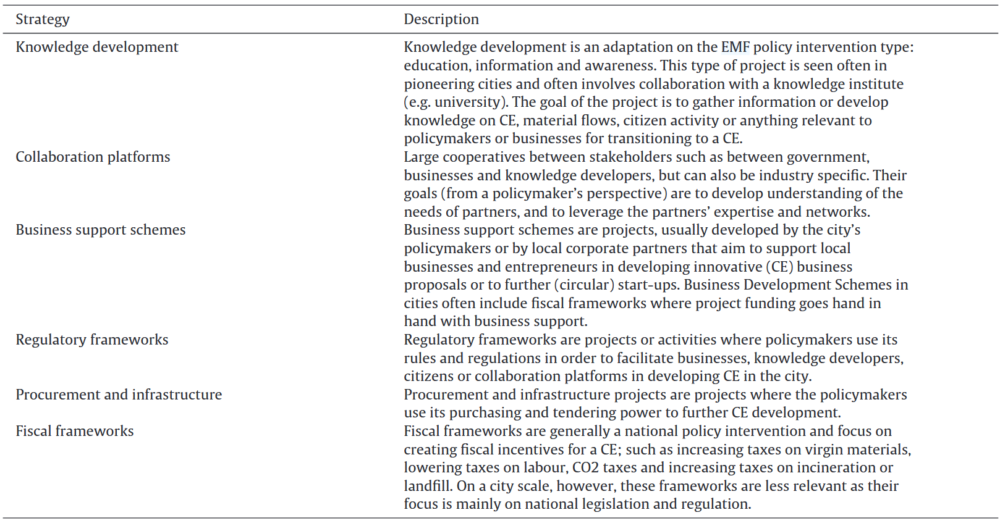 Strategy Description
Knowledge development Knowledge development is an adaptation on the EMF policy intervention type:
education, information and awareness. This type of project is seen often in
pioneering cities and often involves collaboration with a knowledge institute
(e.g. university). The goal of the project is to gather information or develop
knowledge on CE, material flows, citizen activity or anything relevant to
policymakers or businesses for transitioning to a CE.
Collaboration platforms Large cooperatives between stakeholders such as between government,
businesses and knowledge developers, but can also be industry specific. Their
goals (from a policymaker’s perspective) are to develop understanding of the
needs of partners, and to leverage the partners’ expertise and networks.
Business support schemes Business support schemes are projects, usually developed by the city’s
policymakers or by local corporate partners that aim to support local
businesses and entrepreneurs in developing innovative (CE) business
proposals or to further (circular) start-ups. Business Development Schemes in
cities often include fiscal frameworks where project funding goes hand in
hand with business support.
Regulatory frameworks Regulatory frameworks are projects or activities where policymakers use its
rules and regulations in order to facilitate businesses, knowledge developers,
citizens or collaboration platforms in developing CE in the city.
Procurement and infrastructure Procurement and infrastructure projects are projects where the policymakers
use its purchasing and tendering power to further CE development.
Fiscal frameworks Fiscal frameworks are generally a national policy intervention and focus on
creating fiscal incentives for a CE; such as increasing taxes on virgin materials,
lowering taxes on labour, CO2 taxes and increasing taxes on incineration or
landfill. On a city scale, however, these frameworks are less relevant as their
focus is mainly on national legislation and regulation.